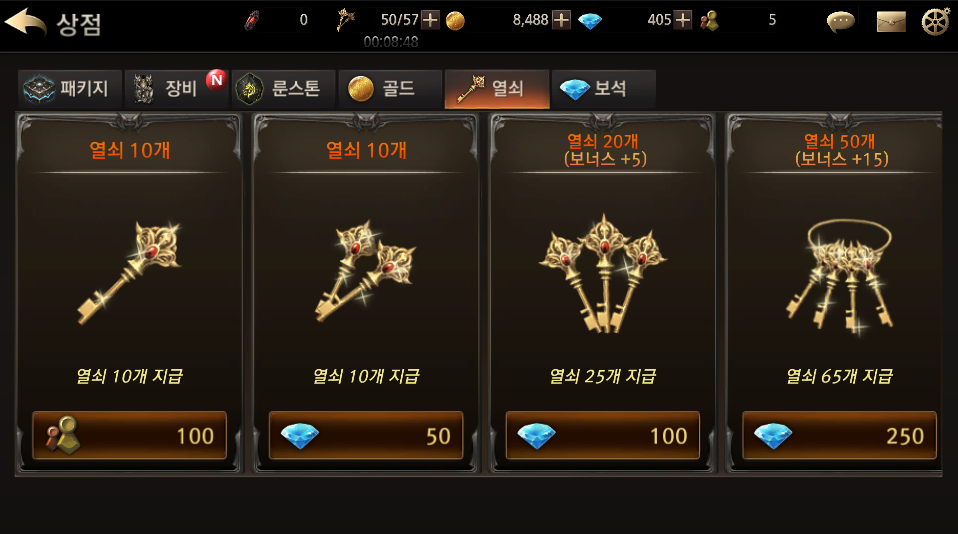 상점
0
50/57
8,488
405
5
00:08:48
패키지
장비
N
룬스톤
골드
열쇠
보석
열쇠 10개
열쇠 10개 지급
100
열쇠 10개
열쇠 10개 지급
50
열쇠 20개
(보너스 +5)
열쇠 25개 지급
100
열쇠 50개
(보너스 +15)
열쇠 65개 지급
250